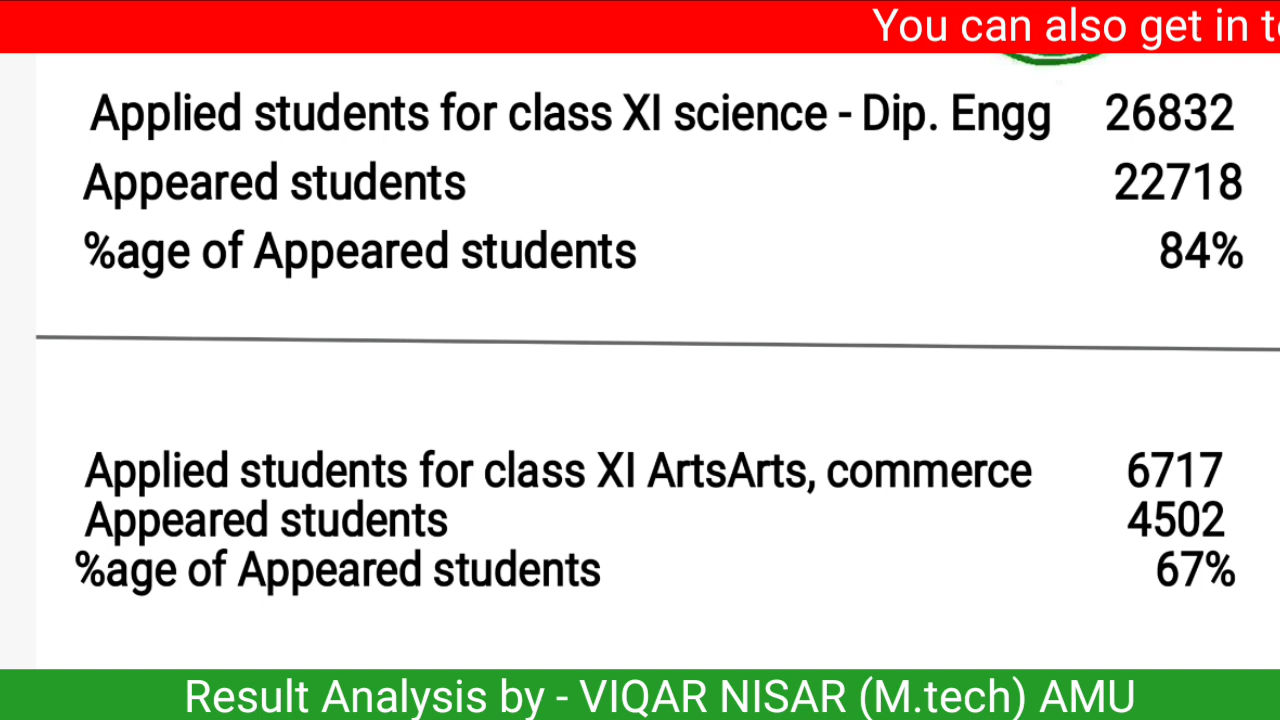 You can also get in t
Applied students for class XI science - Dip. Engg 26832
Appeared students 22718
%age of Appeared students 84%
Applied students for class XI ArtsArts, commerce 6717
Appeared students 4502
%age of Appeared students 67%
Result Analysis by - VIQAR NISAR (M.tech) AMU